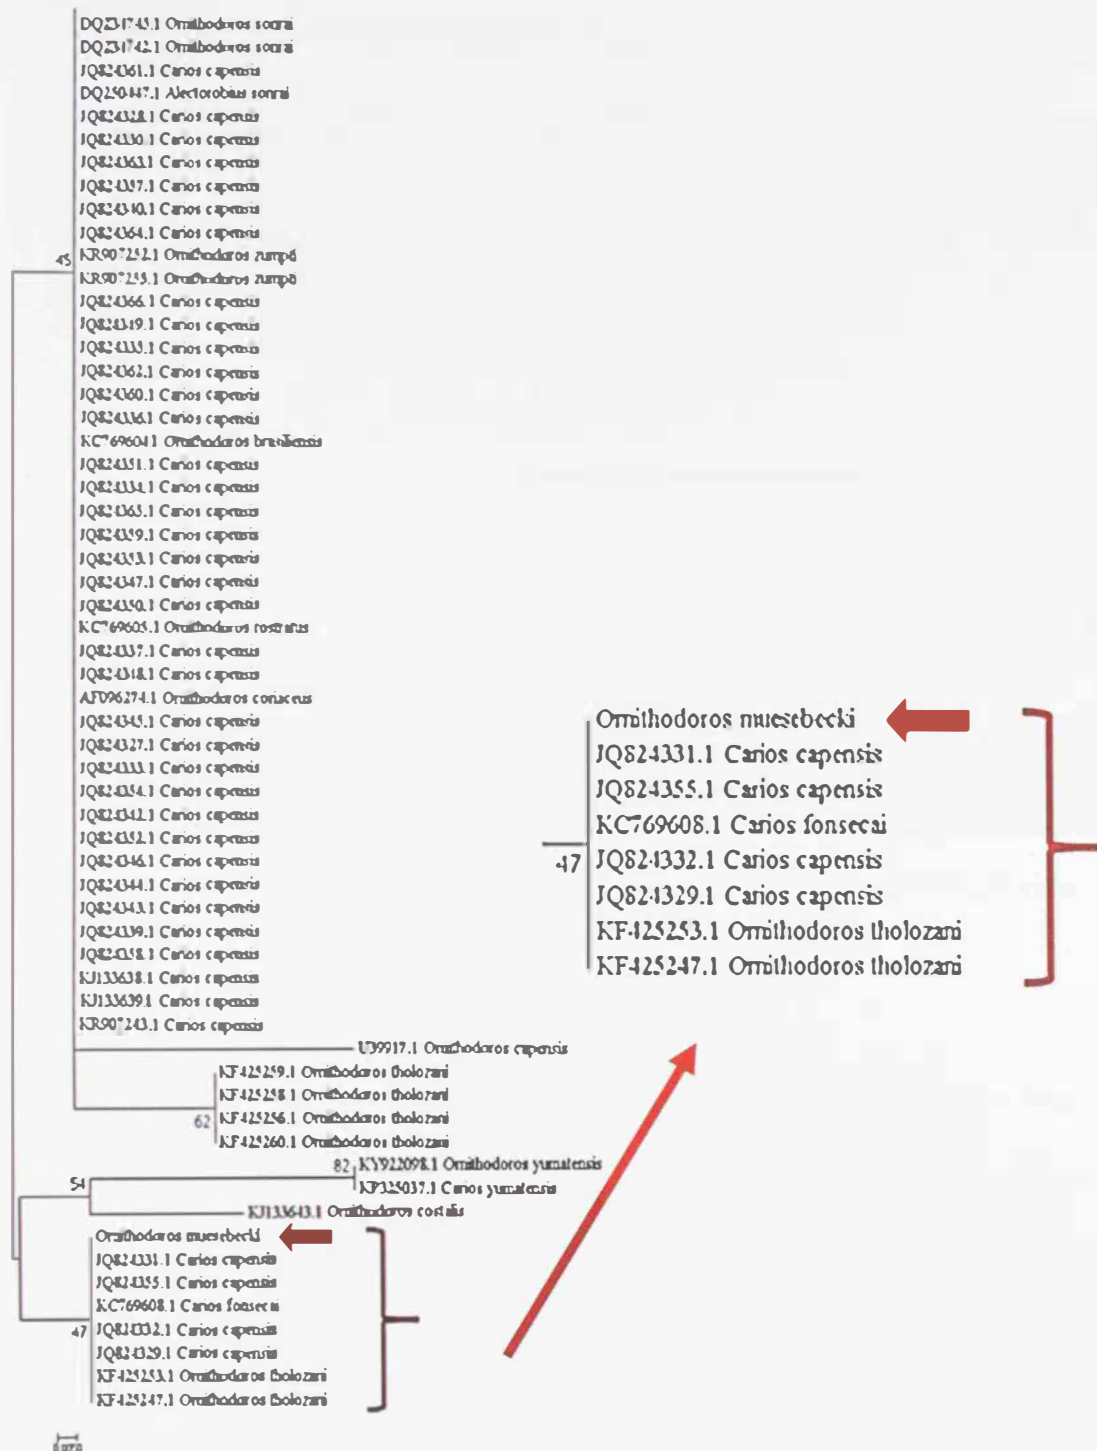 Ornithodoros sonrai
Ornithodoros sonrai
JQ824361.1 Carios capensis
Alectorobius sonrai
JQ824328.1 Carios capensis
JQ824330.1 Carios capensis
JQ824363.1 Carios capensis
JQ824357.1 Carios capensis
JQ824340.1 Carios capensis
JQ824364.1 Carios capensis
45
KR907252.1 Ornithodoros zumpti
KR907255.1 Ornithodoros zumpti
JQ824366.1 Carios capensis
JQ824349.1 Carios capensis
JQ824335.1 Carios capensis
JQ824362.1 Carios capensis
JQ824360.1 Carios capensis
JQ824336.1 Carios capensis
KC769604.1 Ornithodoros brasiliensis
JQ824351.1 Carios capensis
JQ824334.1 Carios capensis
JQ824365.1 Carios capensis
JQ824359.1 Carios capensis
JQ824353.1 Carios capensis
JQ824347.1 Carios capensis
JQ824350.1 Carios capensis
KC769605.1 Ornithodoros rostratus
JQ824337.1 Carios capensis
JQ824348.1 Carios capensis
AF096274.1 Ornithodoros coriaceus
JQ824345.1 Carios capensis
JQ824327.1 Carios capensis
JQ824333.1 Carios capensis
JQ824354.1 Carios capensis
JQ824342.1 Carios capensis
JQ824352.1 Carios capensis
JQ824346.1 Carios capensis
JQ824344.1 Carios capensis
JQ824343.1 Carios capensis
JQ824339.1 Carios capensis
JQ824358.1 Carios capensis
KJ133638.1 Carios capensis
KJ133639.1 Carios capensis
KR907243.1 Carios capensis
U39917.1 Ornithodoros capensis
KF425259.1 Ornithodoros tholozani
KF425258.1 Ornithodoros tholozani
KF425256.1 Ornithodoros tholozani
62
KF425260.1 Ornithodoros tholozani
82
KY922098.1 Ornithodoros yumatensis
54
Carios yumatensis
KJ133643.1 Ornithodoros costalis
Ornithodoros muesebecki
JQ824331.1 Carios capensis
JQ824355.1 Carios capensis
KC769608.1 Carios fonsecai
47
JQ824332.1 Carios capensis
JQ824329.1 Carios capensis
KF425253.1 Ornithodoros tholozani
KF425247.1 Ornithodoros tholozani
Ornithodoros muesebecki
JQ824331.1 Carios capensis
JQ824355.1 Carios capensis
KC769608.1 Carios fonsecai
47
JQ824332.1 Carios capensis
JQ824329.1 Carios capensis
KF425253.1 Ornithodoros tholozani
KF425247.1 Ornithodoros tholozani